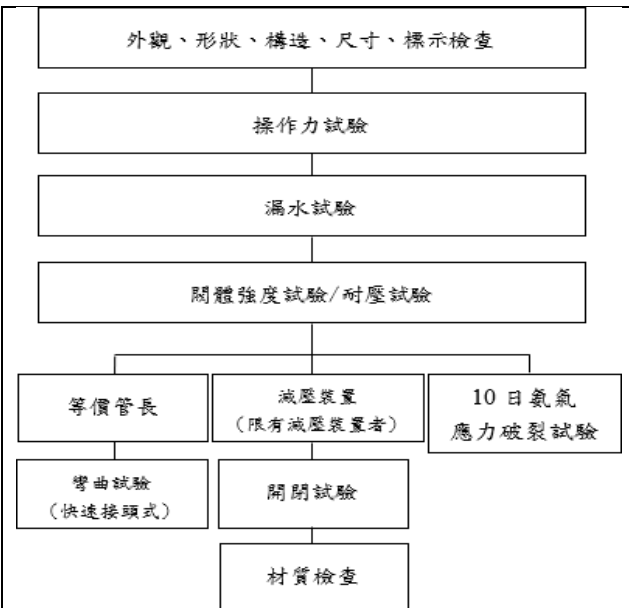 外觀、形狀、構造、尺寸、標示檢查
操作力試驗
漏水試驗
閥體強度試驗/耐壓試驗
等價管長
減壓裝置
（限有減壓裝置者）
10 日氨氣
應力破裂試驗
彎曲試驗
（快速接頭式）
開閉試驗
材質檢查